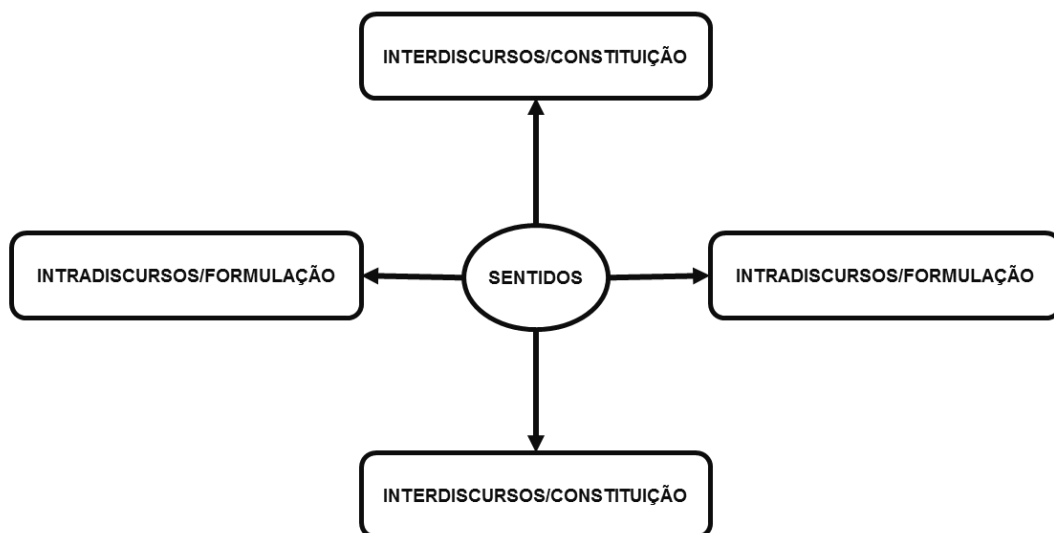 INTERDISCURSOS/CONSTITUIÇÃO
INTRADISCURSOS/FORMULAÇÃO
SENTIDOS
INTRADISCURSOS/FORMULAÇÃO
INTERDISCURSOS/CONSTITUIÇÃO